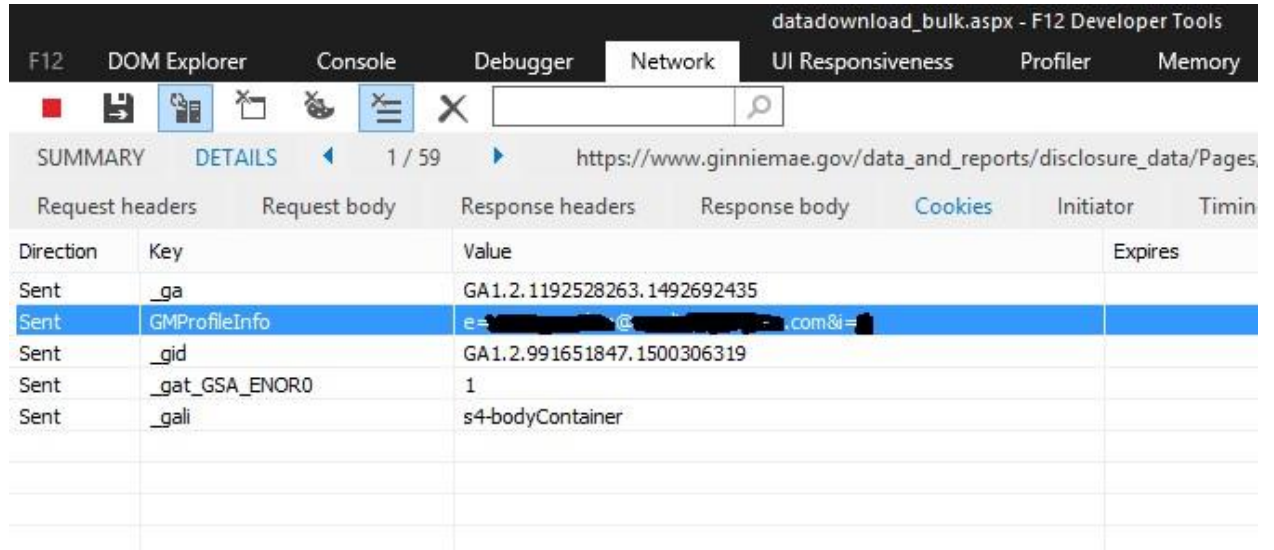 datadownload_bulk.aspx - F12 Developer Tools
F12 DOM Explorer Console Debugger Network UI Responsiveness Profiler Memory
SUMMARY DETAILS 1 / 59 https://www.ginniemae.gov/data_and_reports/disclosure_data/Pages,
Request headers Request body Response headers Response body Cookies Initiator Timin
Direction Key Value Expires
Sent _ga GA1.2.1192528263.1492692435
Sent GMProfileInfo e= @ .com&i=
Sent _gid GA1.2.991651847.1500306319
Sent _gat_GSA_ENOR0 1
Sent _gali s4-bodyContainer